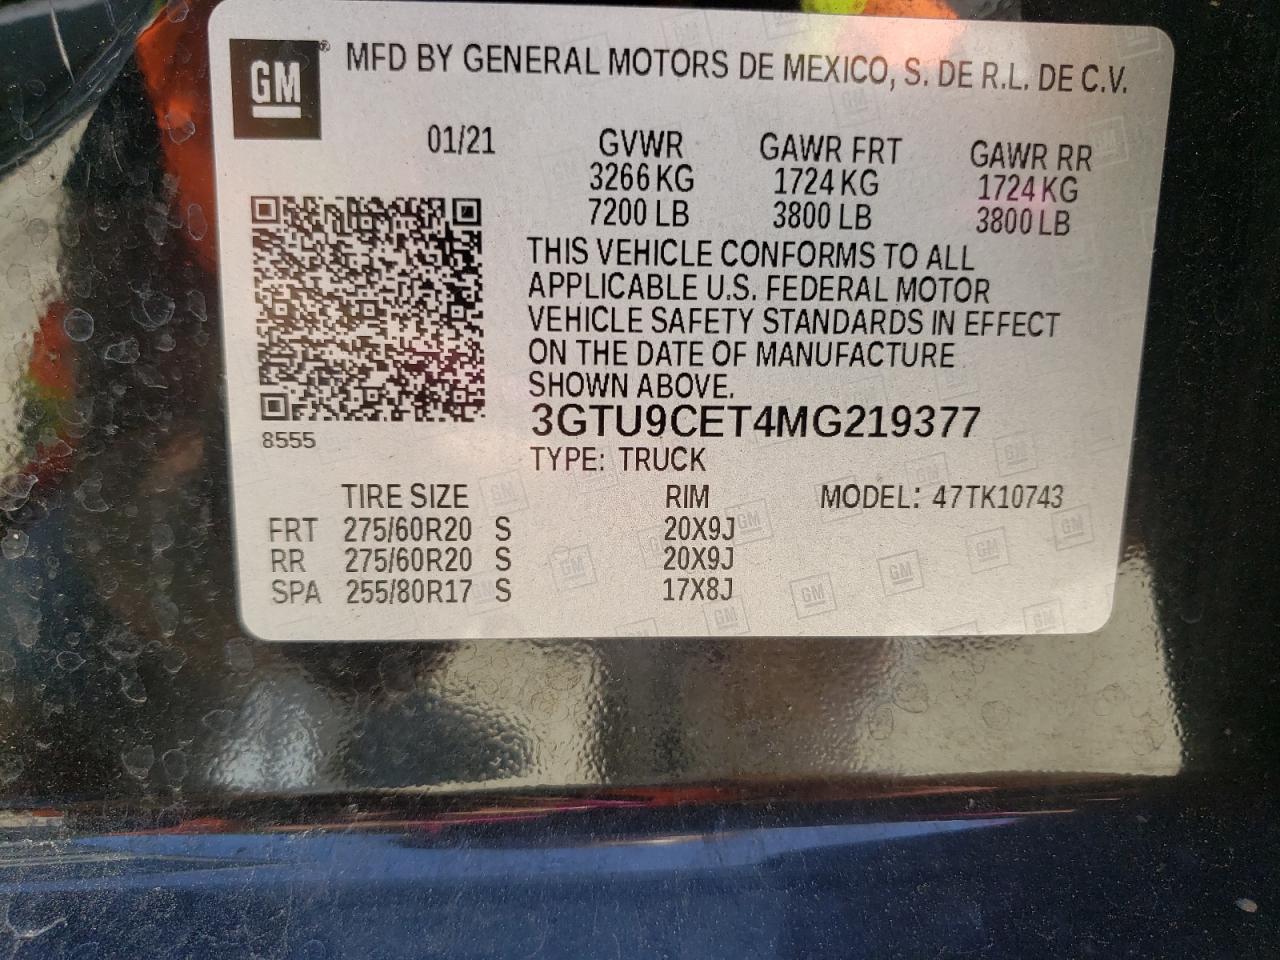 GM ® MFD BY GENERAL MOTORS DE MEXICO, S. DE R.L. DE C.V.
01/21 GVWR GAWR FRT GAWR RR
3266 KG 1724 KG 1724 KG
7200 LB 3800 LB 3800 LB
THIS VEHICLE CONFORMS TO ALL
APPLICABLE U.S. FEDERAL MOTOR
VEHICLE SAFETY STANDARDS IN EFFECT
ON THE DATE OF MANUFACTURE
SHOWN ABOVE.
3GTU9CET4MG219377
8555
TYPE: TRUCK
TIRE SIZE RIM MODEL: 47TK10743
FRT 275/60R20 S 20X9J
RR 275/60R20 S 20X9J
SPA 255/80R17 S 17X8J